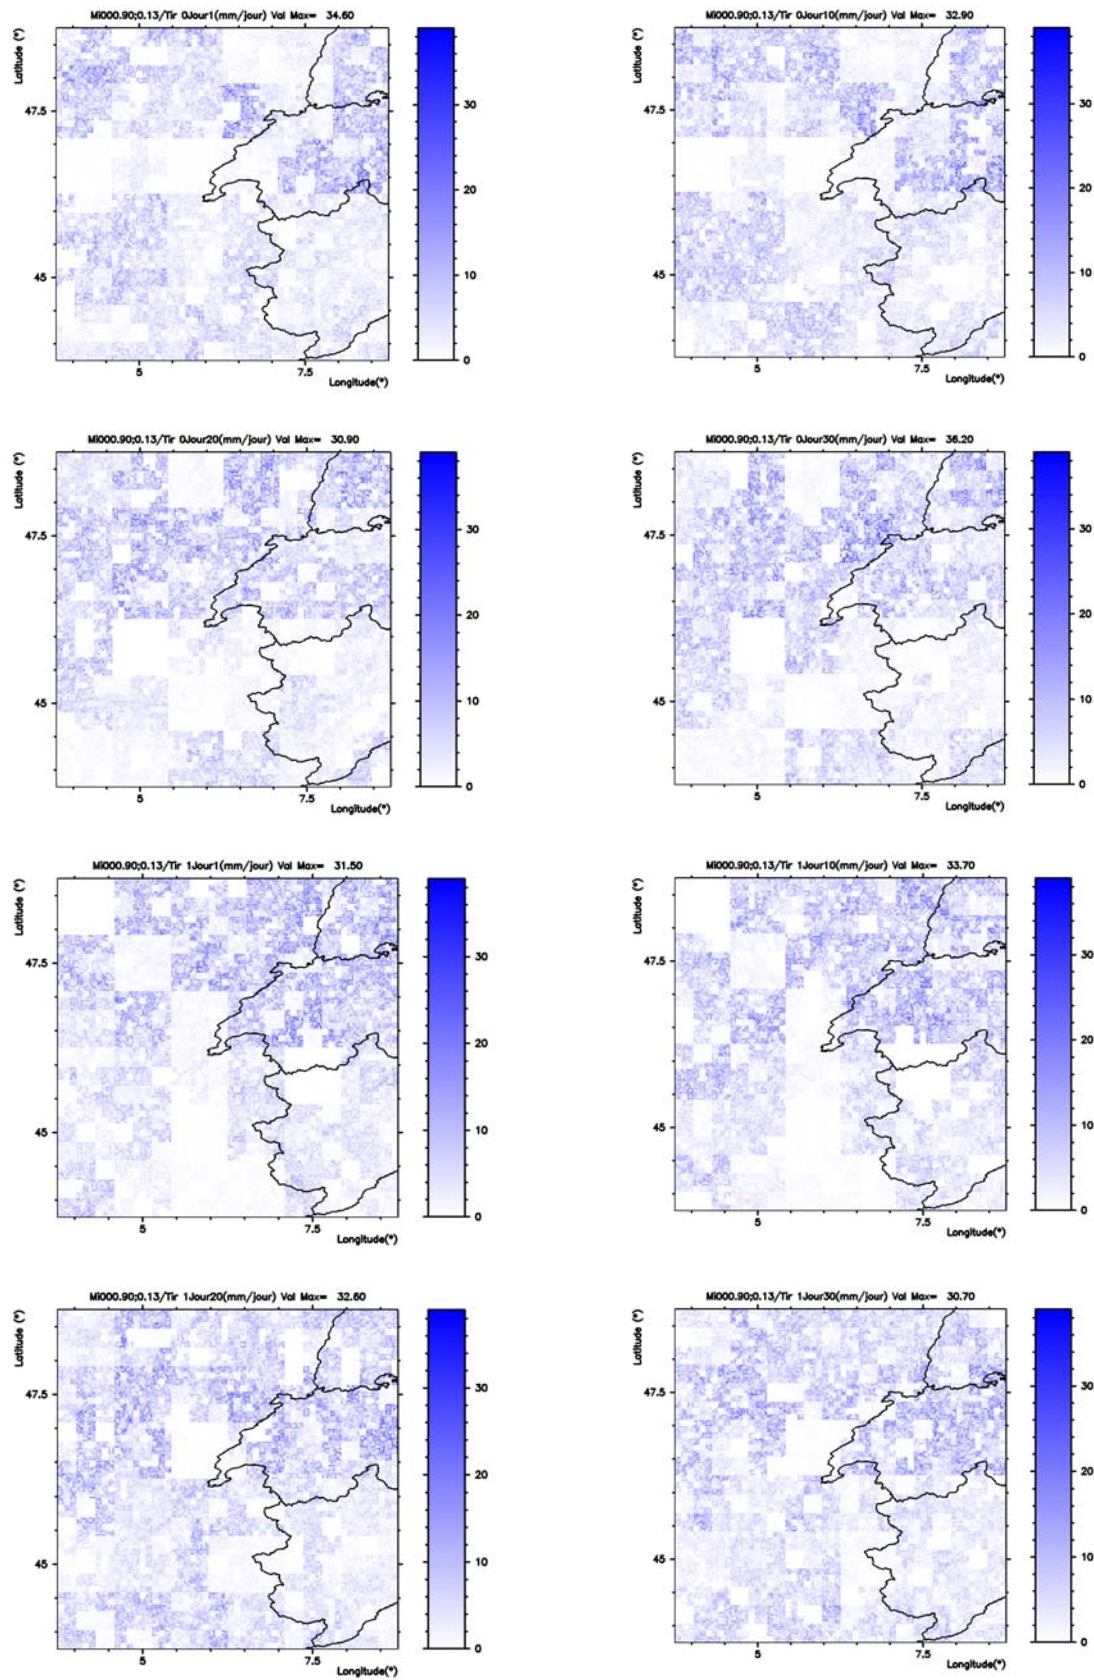 Mi000.90;0.13/Tir 0Jour1(mm/jour) Val Max= 34.60
Latitude (°)
47.5
45
5
7.5
Longitude(°)
30
20
10
0
Mi000.90;0.13/Tir 0Jour10(mm/jour) Val Max= 32.90
Latitude (°)
47.5
45
5
7.5
Longitude(°)
30
20
10
0
Mi000.90;0.13/Tir 0Jour20(mm/jour) Val Max= 30.90
Latitude (°)
47.5
45
5
7.5
Longitude(°)
30
20
10
0
Mi000.90;0.13/Tir 0Jour30(mm/jour) Val Max= 36.20
Latitude (°)
47.5
45
5
7.5
Longitude(°)
30
20
10
0
Mi000.90;0.13/Tir 1Jour1(mm/jour) Val Max= 31.50
Latitude (°)
47.5
45
5
7.5
Longitude(°)
30
20
10
0
Mi000.90;0.13/Tir 1Jour10(mm/jour) Val Max= 33.70
Latitude (°)
47.5
45
5
7.5
Longitude(°)
30
20
10
0
Mi000.90;0.13/Tir 1Jour20(mm/jour) Val Max= 32.60
Latitude (°)
47.5
45
5
7.5
Longitude(°)
30
20
10
0
Mi000.90;0.13/Tir 1Jour30(mm/jour) Val Max= 30.70
Latitude (°)
47.5
45
5
7.5
Longitude(°)
30
20
10
0